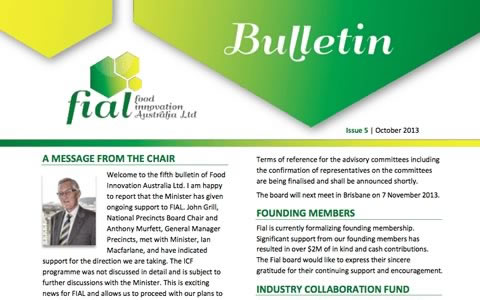 Bulletin
fial food
innovation
Australia Ltd
Issue 5 | October 2013
A MESSAGE FROM THE CHAIR
Welcome to the fifth bulletin of Food
Innovation Australia Ltd. I am happy
to report that the Minister has given
ongoing support to FIAL. John Grill,
National Precincts Board Chair and
Anthony Murfett, General Manager
Precincts, met with Minister, Ian
Macfarlane, and have indicated
support for the direction we are taking. The ICF
programme was not discussed in detail and is subject to
further discussions with the Minister. This is exciting
news for FIAL and allows us to proceed with our plans to
Terms of reference for the advisory committees including
the confirmation of representatives on the committees
are being finalised and shall be announced shortly.
The board will next meet in Brisbane on 7 November 2013.
FOUNDING MEMBERS
Fial is currently formalizing founding membership.
Significant support from our founding members has
resulted in over $2M of in kind and cash contributions.
The Fial board would like to express their sincere
gratitude for their continuing support and encouragement.
INDUSTRY COLLABORATION FUND